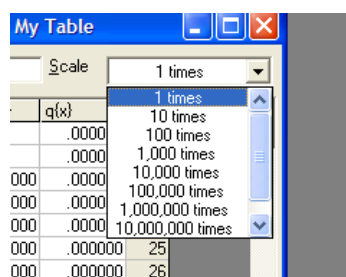 My Table
Scale 1 times
q{x}
1 times
10 times
100 times
1,000 times
10,000 times
100,000 times
1,000,000 times
10,000,000 times
.0000
.0000
000 .0000
000 .0000
000 .0000
000 .000000 25
000 .000000 26